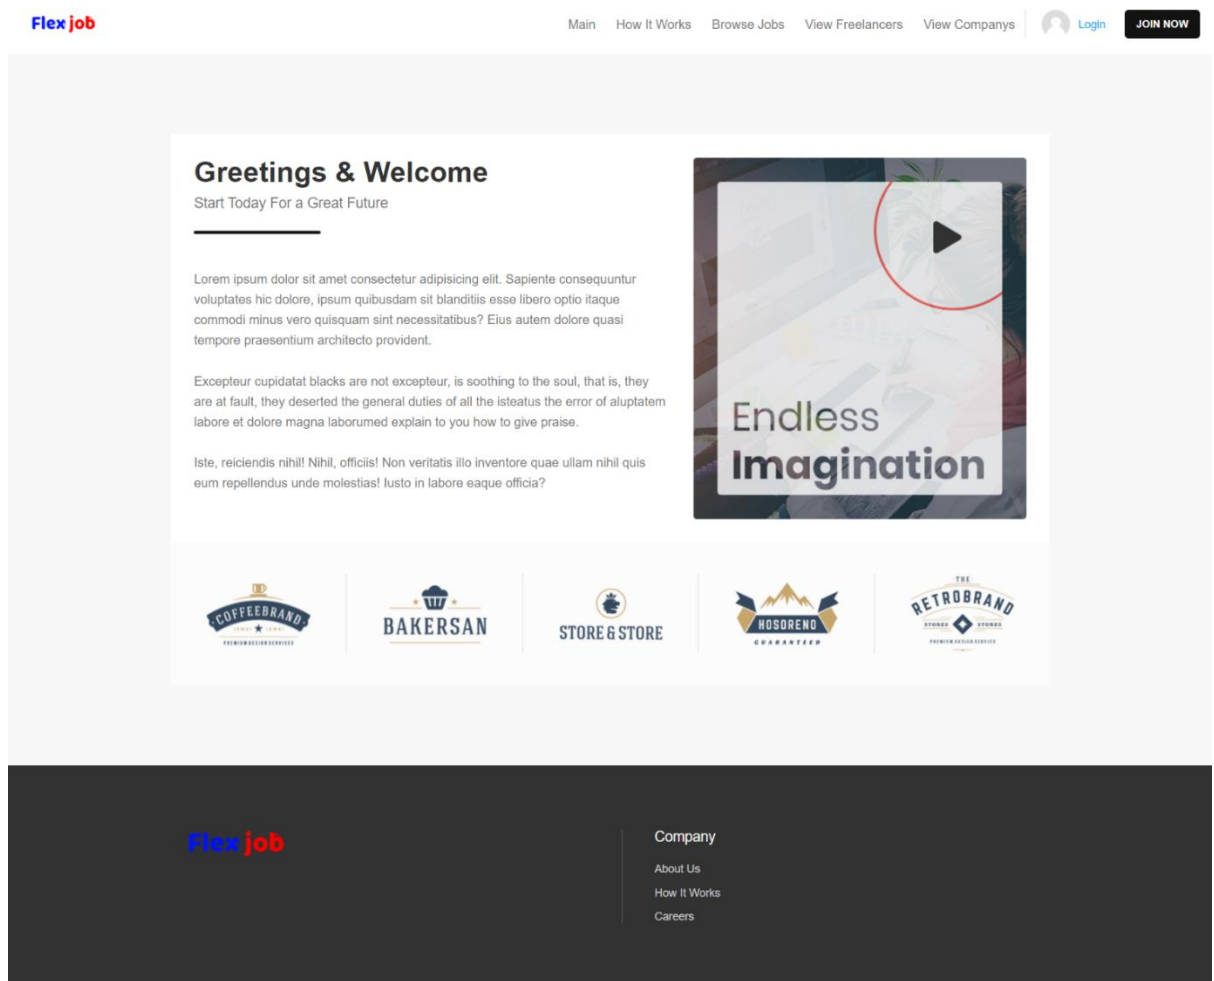 Flex job
Main How It Works Browse Jobs View Freelancers View Companys Login JOIN NOW
Greetings & Welcome
Start Today For a Great Future
Lorem ipsum dolor sit amet consectetur adipisicing elit. Sapiente consequuntur
voluptates hic dolore, ipsum quibusdam sit blanditiis esse libero optio itaque
commodi minus vero quisquam sint necessitatibus? Eius autem dolore quasi
tempore praesentium architecto provident.
Excepteur cupidatat blacks are not excepteur, is soothing to the soul, that is, they
are at fault, they deserted the general duties of all the isteatus the error of aluptatem
labore et dolore magna laborumed explain to you how to give praise.
Iste, reiciendis nihil! Nihil, officiis! Non veritatis illo inventore quae ullam nihil quis
eum repellendus unde molestias! Iusto in labore eaque officia?
Endless
Imagination
COFFEEBRAND
PREMIUM DESIGN SERVICES
BAKERSAN
STORE & STORE
HOSORENO
GUARANTEED
THE
RETROBRAND
STORES STORES
PREMIUM DESIGN SERVICE
Flex job
Company
About Us
How It Works
Careers